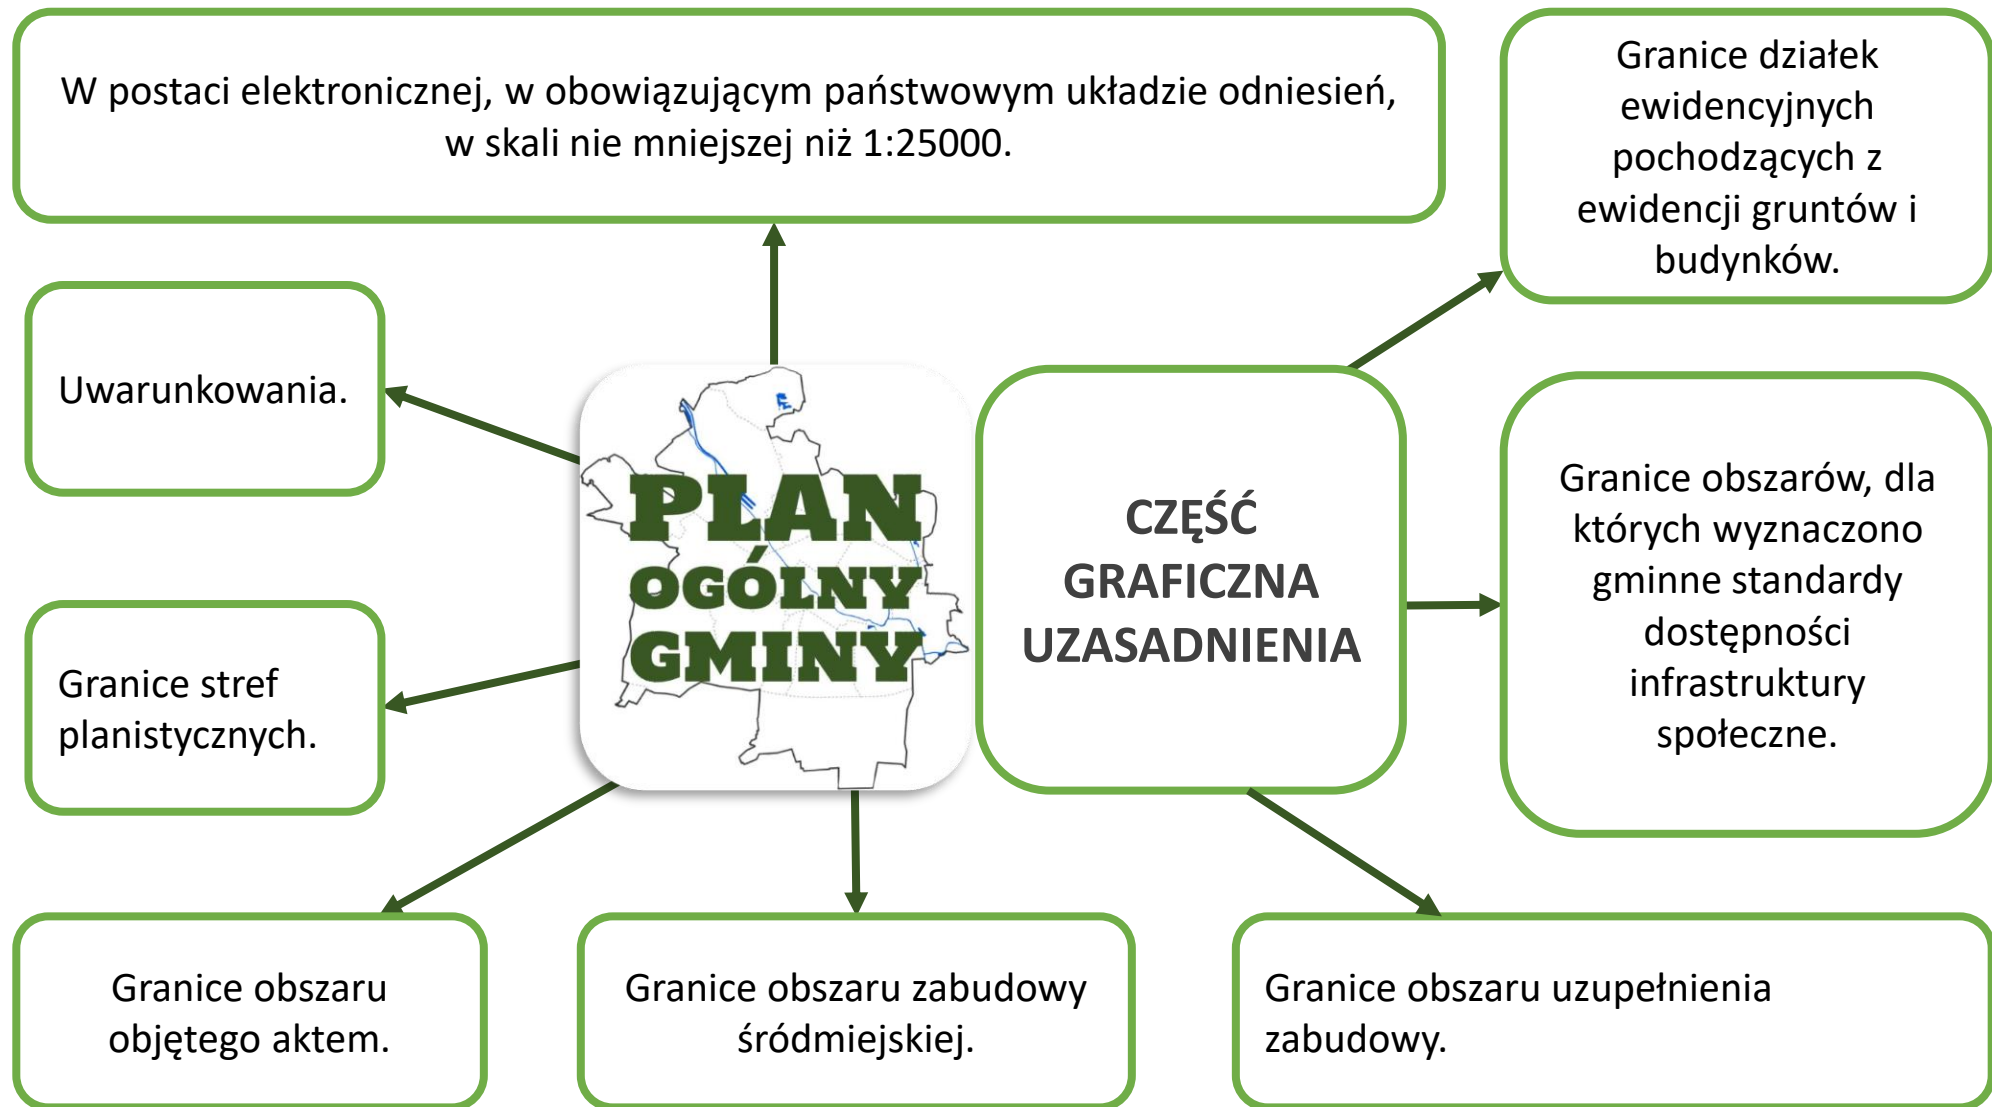 W postaci elektronicznej, w obowiązującym państwowym układzie odniesień,
w skali nie mniejszej niż 1:25000.
Granice działek
ewidencyjnych
pochodzących z
ewidencji gruntów i
budynków.
Uwarunkowania.
PLAN
OGÓLNY
GMINY
CZĘŚĆ
GRAFICZNA
UZASADNIENIA
Granice obszarów, dla
których wyznaczono
gminne standardy
dostępności
infrastruktury
społeczne.
Granice stref
planistycznych.
Granice obszaru
objętego aktem.
Granice obszaru zabudowy
śródmiejskiej.
Granice obszaru uzupełnienia
zabudowy.